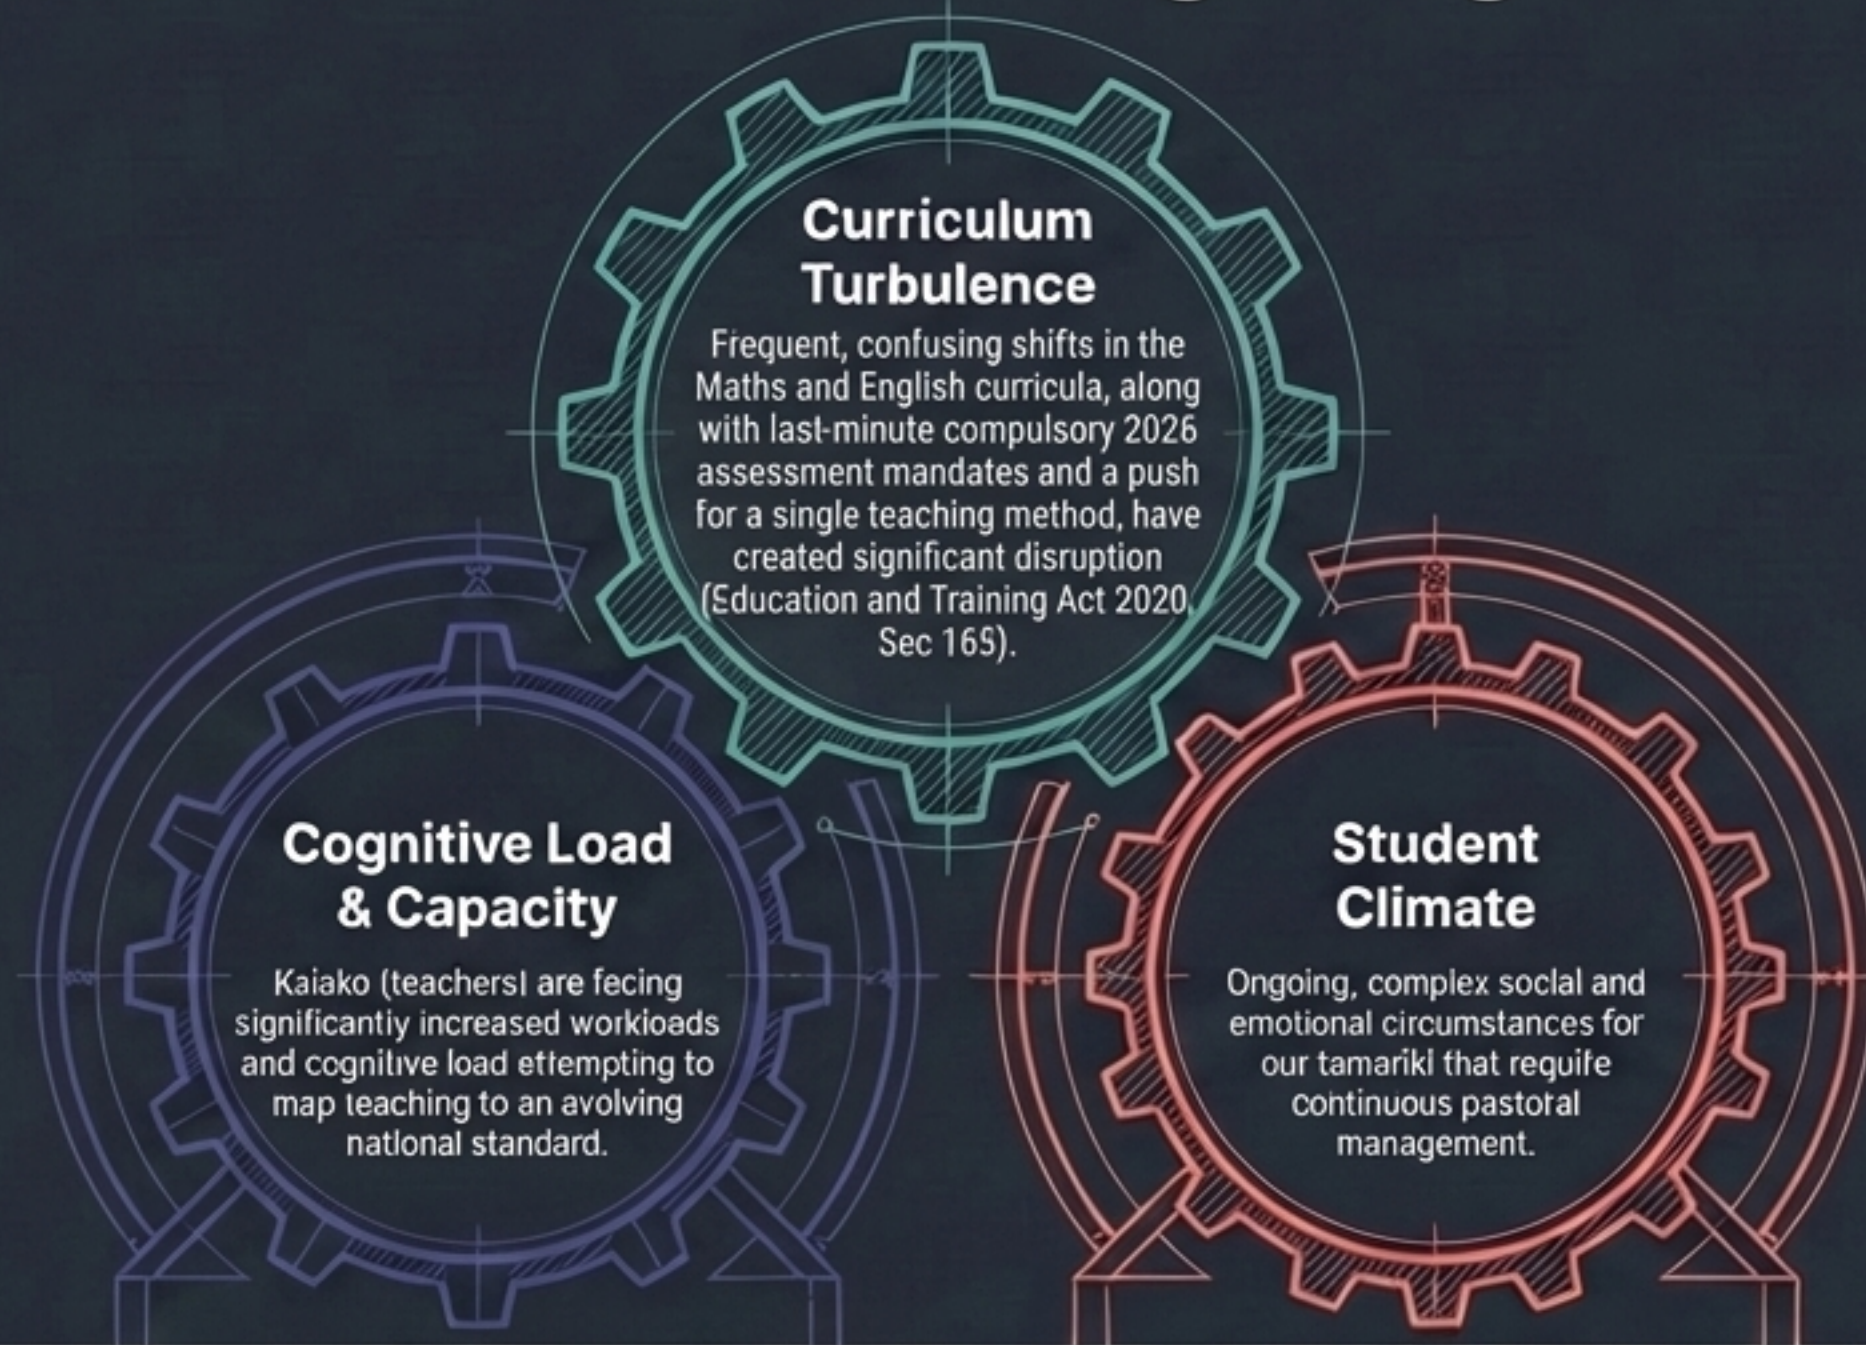 Curriculum
Turbulence
Frequent, confusing shifts in the
Maths and English curricula, along
with last-minute compulsory 2026
assessment mandates and a push
for a single teaching method, have
created significant disruption
(Education and Training Act 2020,
Sec 165).
Cognitive Load
& Capacity
Kaiako (teachersl are fecing
significantiy increased workioads
and cognitive load etfempting to
map teaching to an avolving
natlonal standard.
Student
Climate
Ongoing, complex soclal and
emotional circumstances for
our tamarikl that requife
continuous pastoral
management.